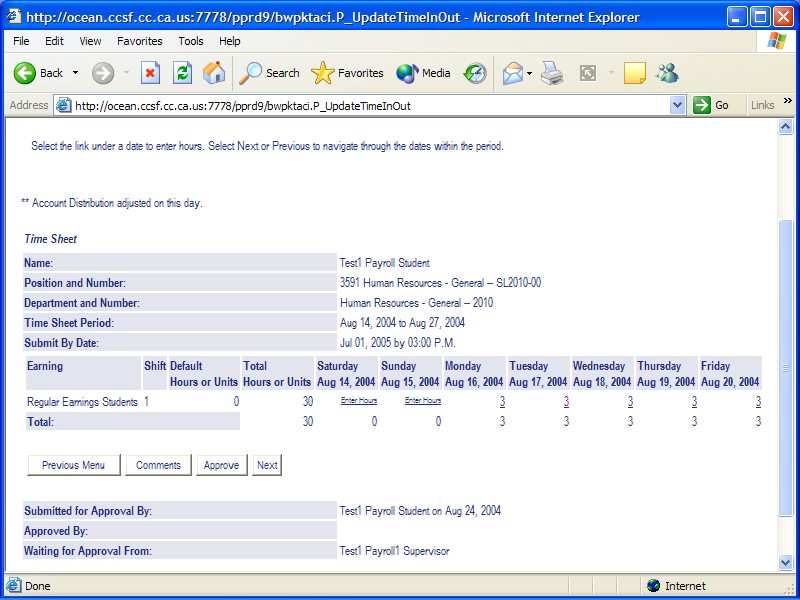 http://ocean.ccsf.cc.ca.us:7778/pprd9/bwpktaci.P_UpdateTimeInOut - Microsoft Internet Explorer
File Edit View Favorites Tools Help
Back Search Favorites Media
Address http://ocean.ccsf.cc.ca.us:7778/pprd9/bwpktaci.P_UpdateTimeInOut Go Links »
Select the link under a date to enter hours. Select Next or Previous to navigate through the dates within the period.
** Account Distribution adjusted on this day.
Time Sheet
Name: Test1 Payroll Student
Position and Number: 3591 Human Resources - General -- SL2010-00
Department and Number: Human Resources - General -- 2010
Time Sheet Period: Aug 14, 2004 to Aug 27, 2004
Submit By Date: Jul 01, 2005 by 03:00 P.M.
Earning Shift Default Total Saturday Sunday Monday Tuesday Wednesday Thursday Friday
Hours or Units Hours or Units Aug 14, 2004 Aug 15, 2004 Aug 16, 2004 Aug 17, 2004 Aug 18, 2004 Aug 19, 2004 Aug 20, 2004
Regular Earnings Students 1 0 30 Enter Hours Enter Hours 3 3 3 3 3
Total: 30 0 0 3 3 3 3 3
Previous Menu Comments Approve Next
Submitted for Approval By: Test1 Payroll Student on Aug 24, 2004
Approved By:
Waiting for Approval From: Test1 Payroll1 Supervisor
Done Internet